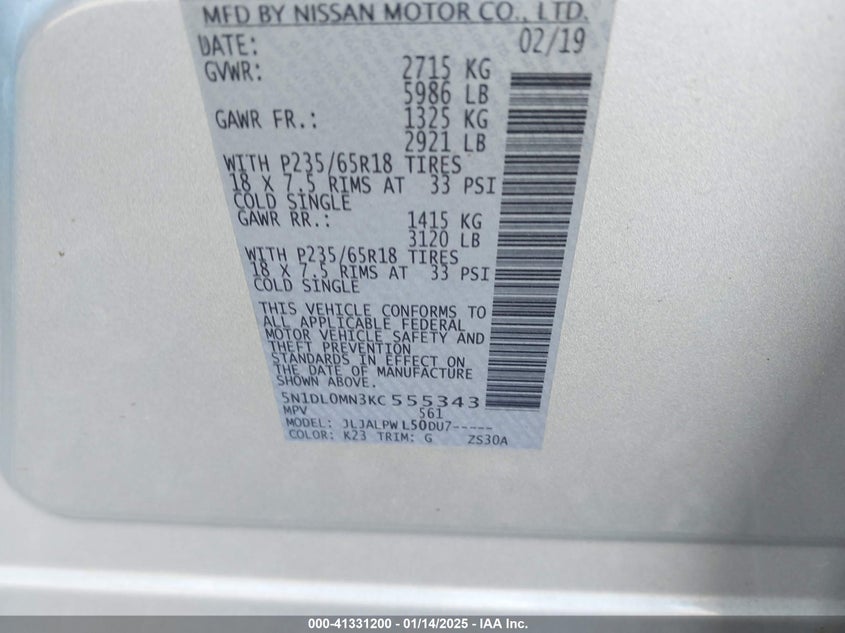 MFD BY NISSAN MOTOR CO., LTD.
DATE: 02/19
GVWR: 2715 KG
5986 LB
GAWR FR.: 1325 KG
2921 LB
WITH P235/65R18 TIRES
18 X 7.5 RIMS AT 33 PSI
COLD SINGLE
GAWR RR.: 1415 KG
3120 LB
WITH P235/65R18 TIRES
18 X 7.5 RIMS AT 33 PSI
COLD SINGLE
THIS VEHICLE CONFORMS TO
ALL APPLICABLE FEDERAL
MOTOR VEHICLE SAFETY AND
THEFT PREVENTION
STANDARDS IN EFFECT ON
THE DATE OF MANUFACTURE
SHOWN ABOVE.
5N1DL0MN3KC555343
MPV 561
MODEL: JLJALPWL50DU7-----
COLOR: K23 TRIM: G ZS30A
000-41331200 - 01/14/2025 - IAA Inc.